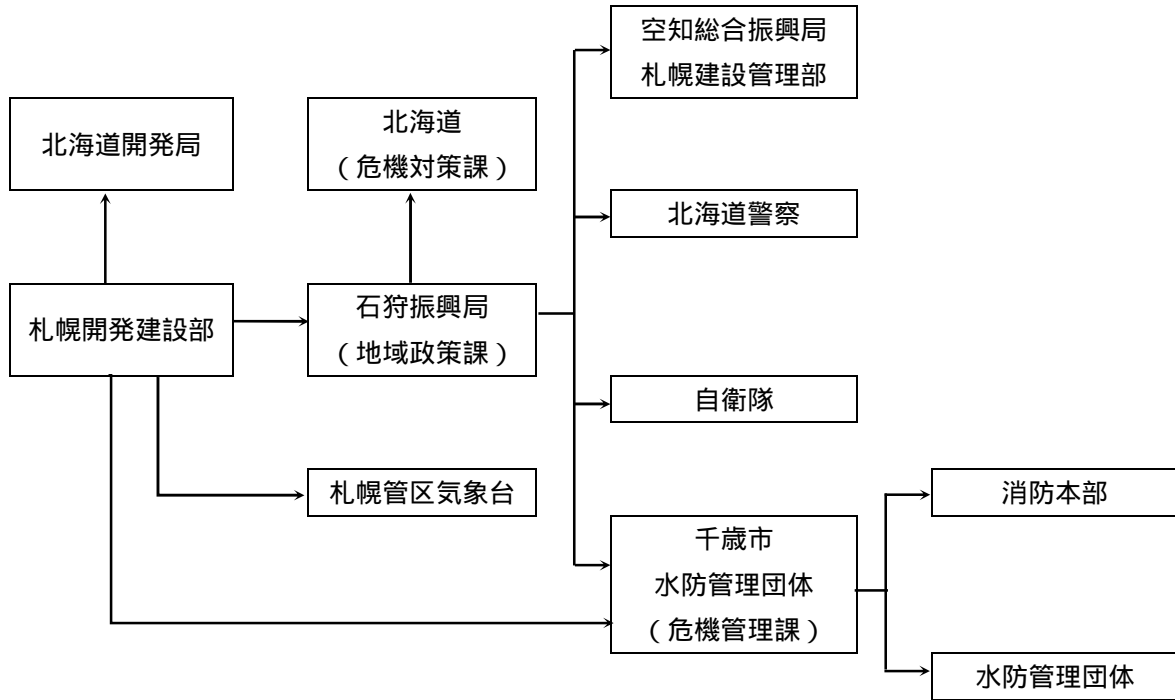 空知総合振興局
札幌建設管理部
北海道開発局
北海道
（危機対策課）
北海道警察
札幌開発建設部
石狩振興局
（地域政策課）
自衛隊
札幌管区気象台
消防本部
千歳市
水防管理団体
（危機管理課）
水防管理団体